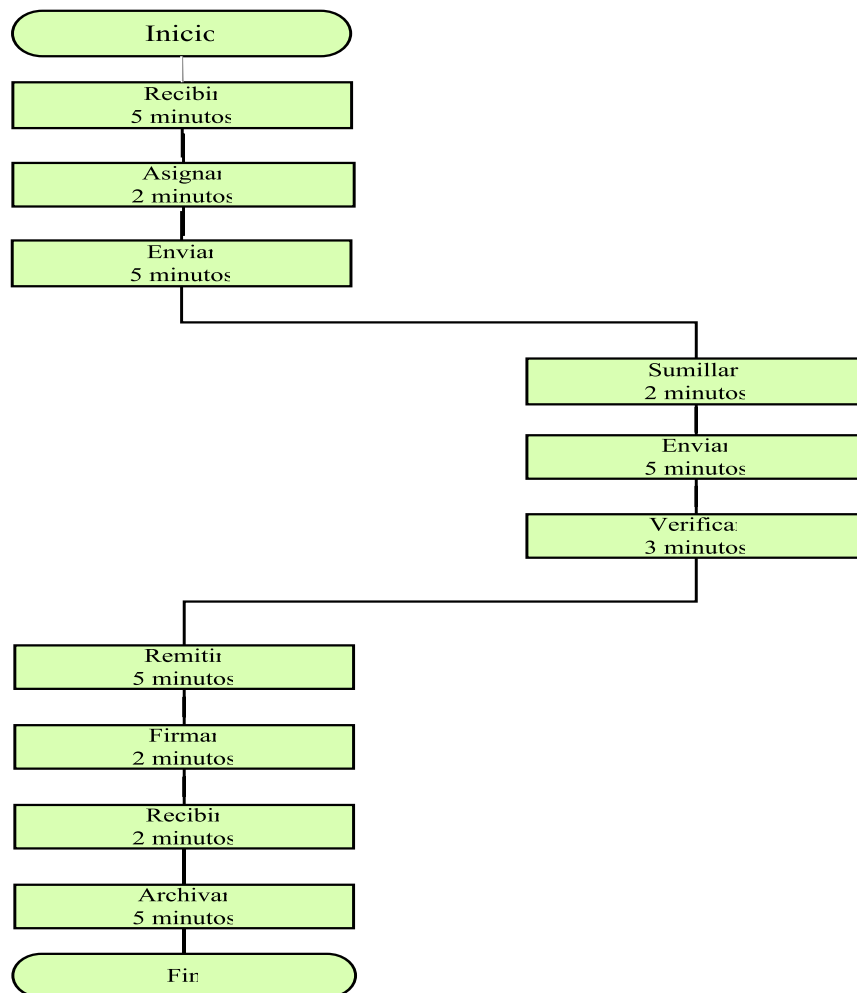 Inicio
Recibir
5 minutos
Asignar
2 minutos
Enviar
5 minutos
Sumillar
2 minutos
Enviar
5 minutos
Verificar
3 minutos
Remitir
5 minutos
Firmar
2 minutos
Recibir
2 minutos
Archivar
5 minutos
Fin